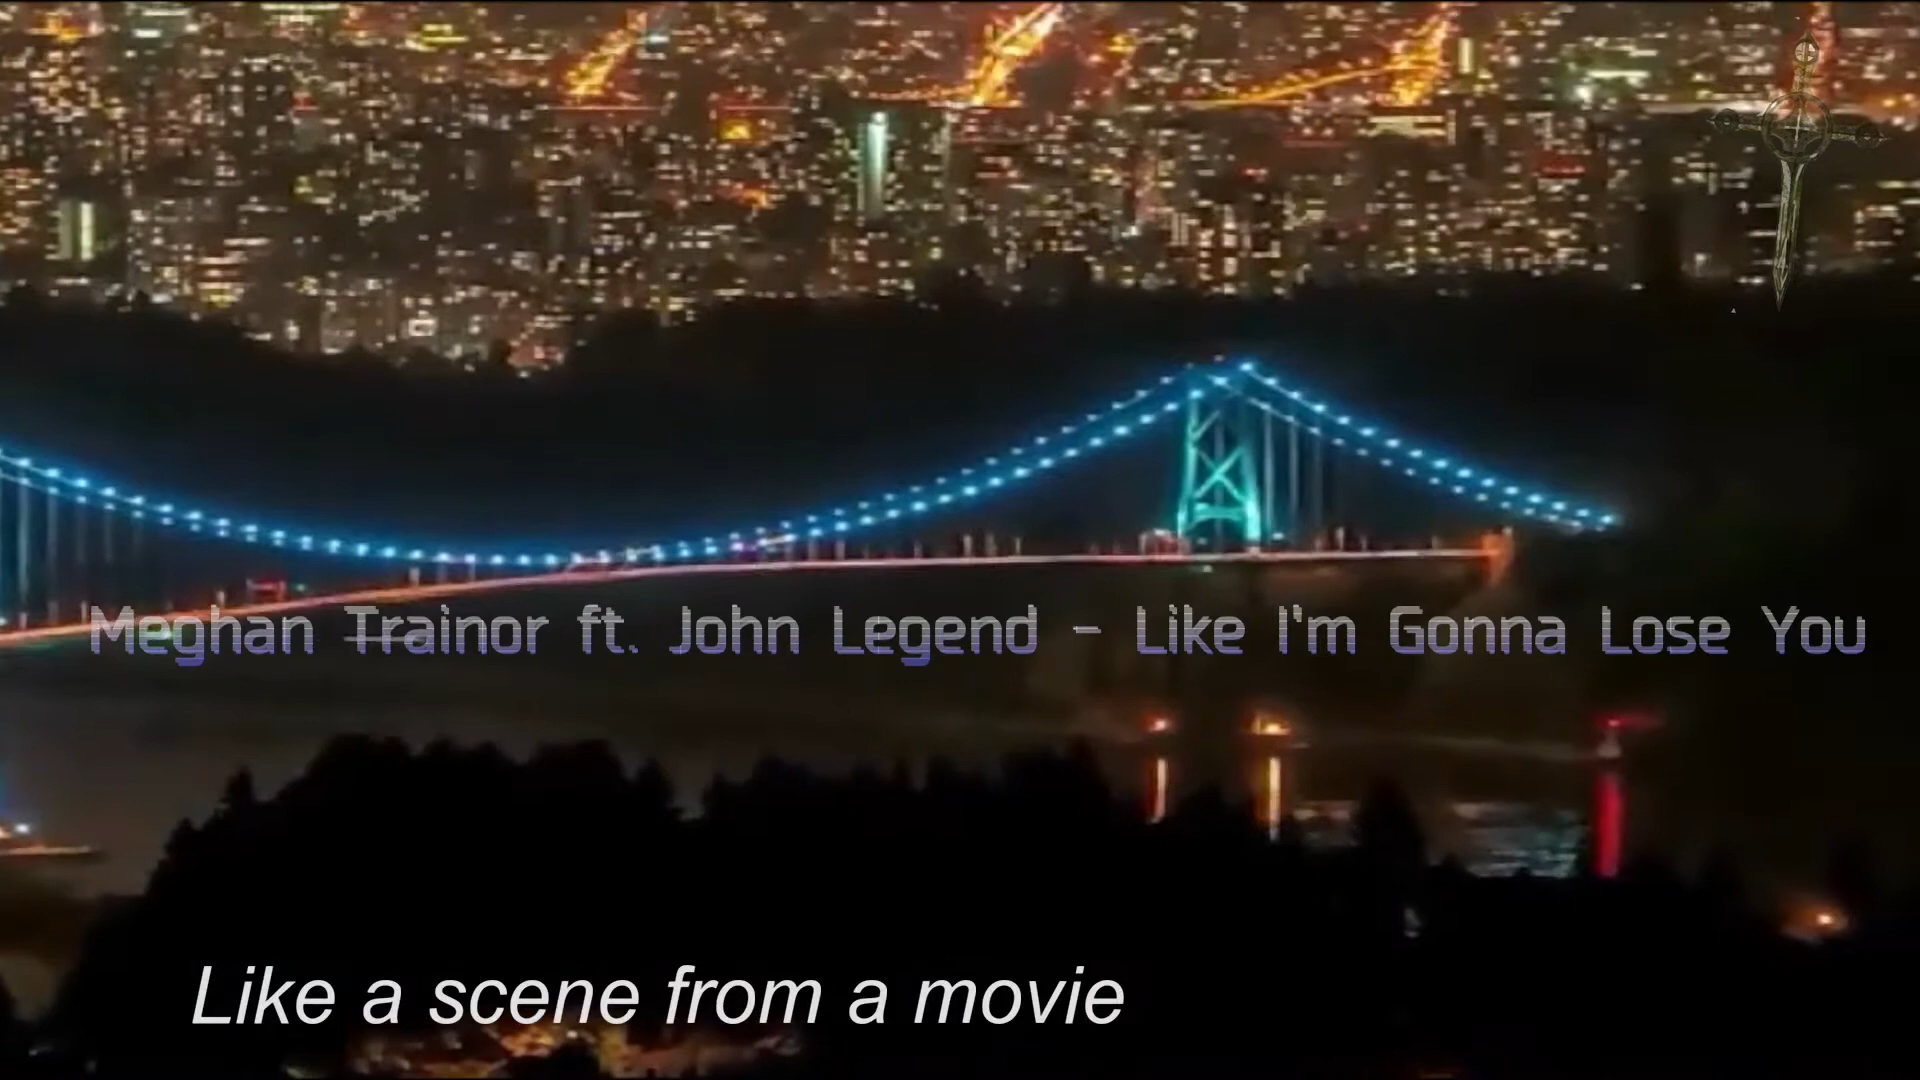 Meghan Trainor ft. John Legend - Like I'm Gonna Lose You
Like a scene from a movie